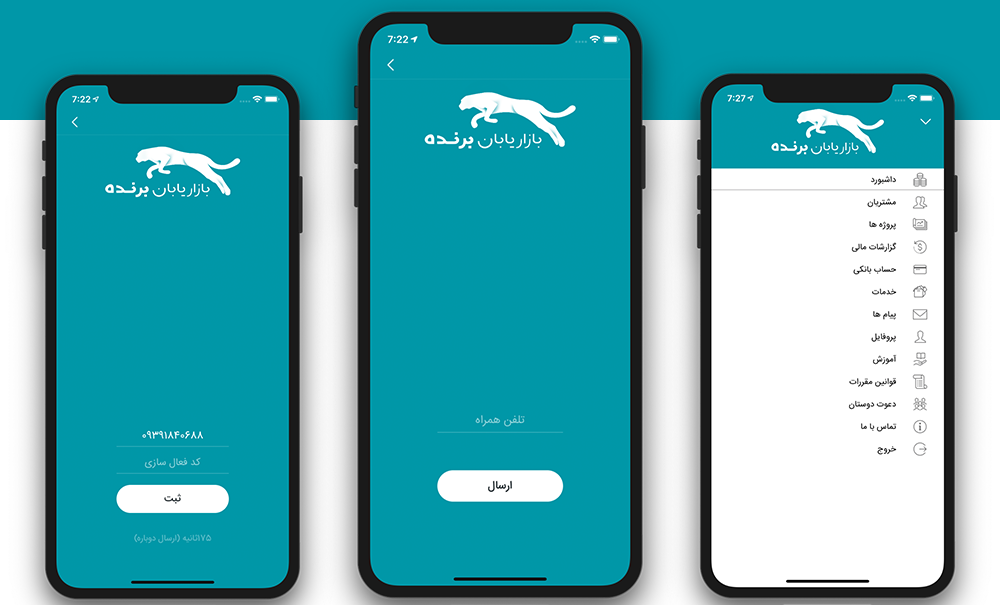 7:22
بازاریابان برنده
۰۹۳۹۱۸۴۰۶۸۸
کد فعال سازی
ثبت
۱۷۵ثانیه (ارسال دوباره)
7:22
بازاریابان برنده
تلفن همراه
ارسال
7:27
بازاریابان برنده
داشبورد
مشتریان
پروژه ها
گزارشات مالی
حساب بانکی
خدمات
پیام ها
پروفایل
آموزش
قوانین مقررات
دعوت دوستان
تماس با ما
خروج